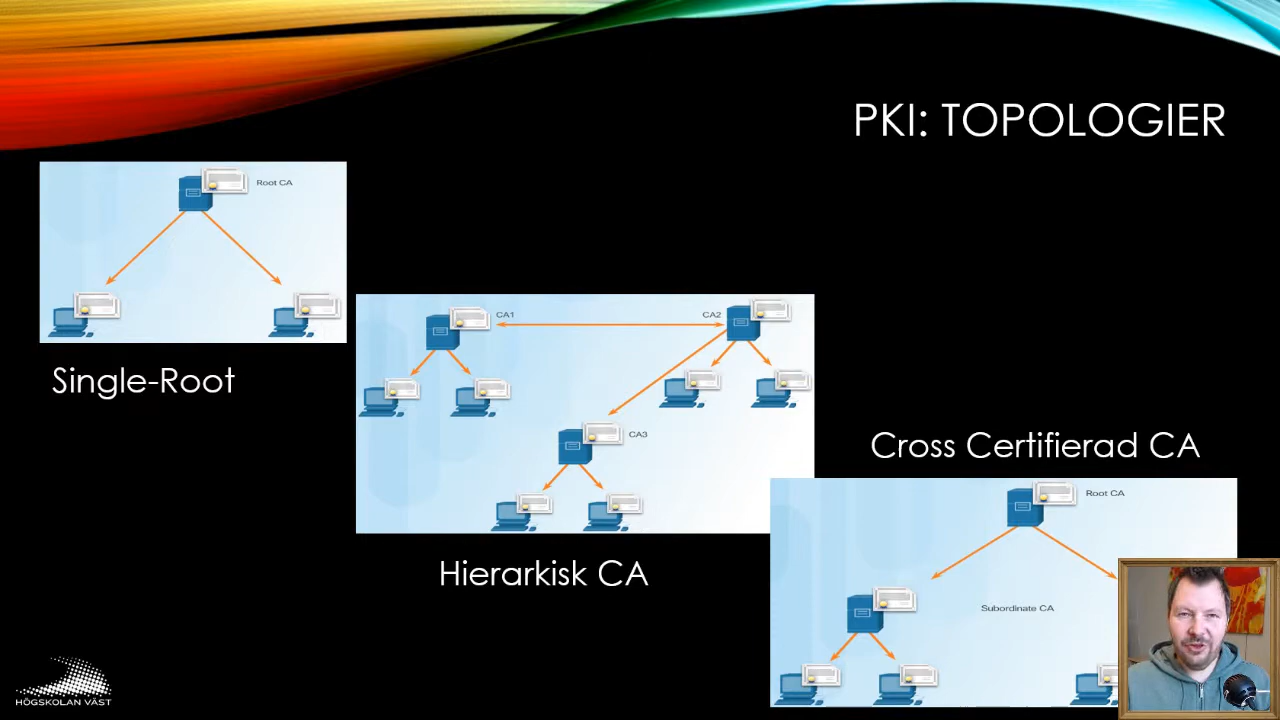 PKI: TOPOLOGIER
Root CA
Single-Root
CA1
CA2
CA3
Hierarkisk CA
Cross Certifierad CA
Root CA
Subordinate CA
HÖGSKOLAN VÄST